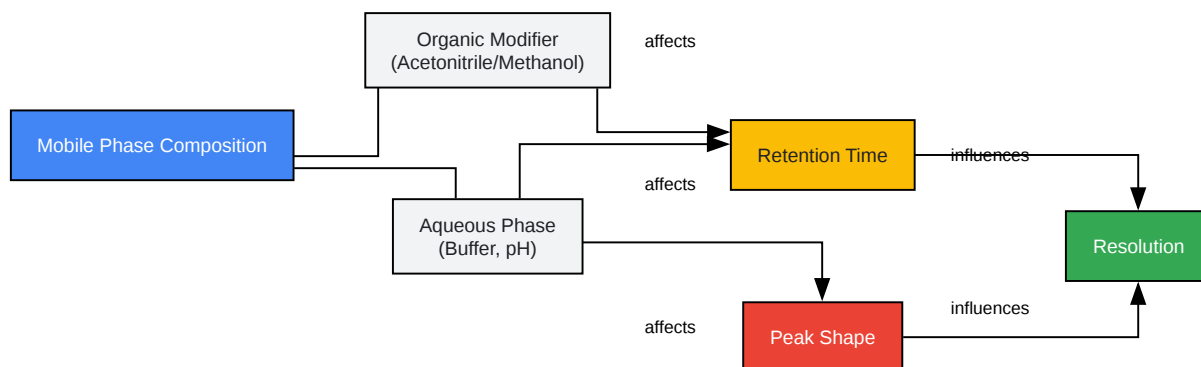 Organic Modifier
(Acetonitrile/Methanol)
affects
Mobile Phase Composition
Retention Time
influences
affects
Aqueous Phase
(Buffer, pH)
Resolution
influences
affects
Peak Shape